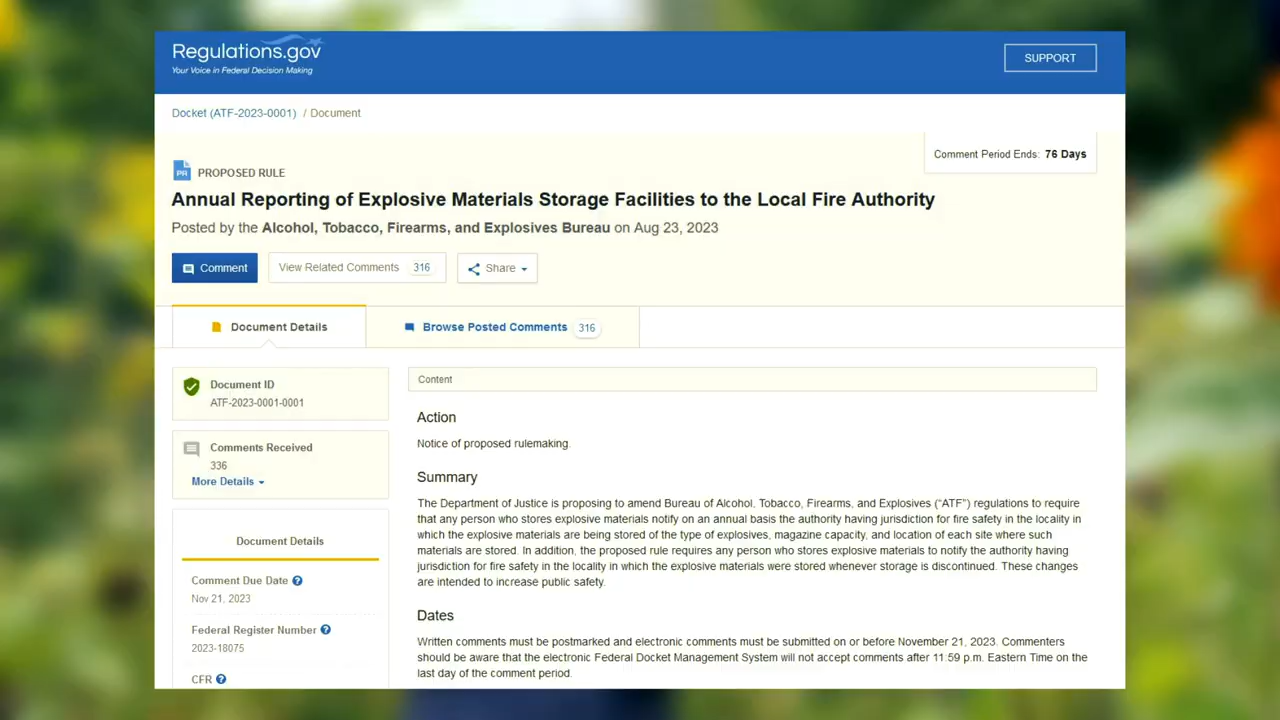 Regulations.gov
Your Voice in Federal Decision Making
SUPPORT
Docket (ATF-2023-0001) / Document
Comment Period Ends: 76 Days
PR PROPOSED RULE
Annual Reporting of Explosive Materials Storage Facilities to the Local Fire Authority
Posted by the Alcohol, Tobacco, Firearms, and Explosives Bureau on Aug 23, 2023
Comment
View Related Comments 316
Share
Document Details
Browse Posted Comments 316
Document ID
ATF-2023-0001-0001
Comments Received
336
More Details
Document Details
Comment Due Date ?
Nov 21, 2023
Federal Register Number ?
2023-18075
CFR ?
Content
Action
Notice of proposed rulemaking.
Summary
The Department of Justice is proposing to amend Bureau of Alcohol, Tobacco, Firearms, and Explosives (“ATF”) regulations to require
that any person who stores explosive materials notify on an annual basis the authority having jurisdiction for fire safety in the locality in
which the explosive materials are being stored of the type of explosives, magazine capacity, and location of each site where such
materials are stored. In addition, the proposed rule requires any person who stores explosive materials to notify the authority having
jurisdiction for fire safety in the locality in which the explosive materials were stored whenever storage is discontinued. These changes
are intended to increase public safety.
Dates
Written comments must be postmarked and electronic comments must be submitted on or before November 21, 2023. Commenters
should be aware that the electronic Federal Docket Management System will not accept comments after 11:59 p.m. Eastern Time on the
last day of the comment period.